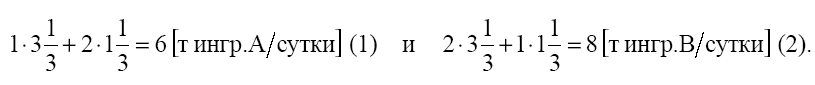 1·3 1/3 + 2·1 1/3 = 6 [т ингр.А/сутки] (1) и 2·3 1/3 + 1·1 1/3 = 8 [т ингр.В/сутки] (2).